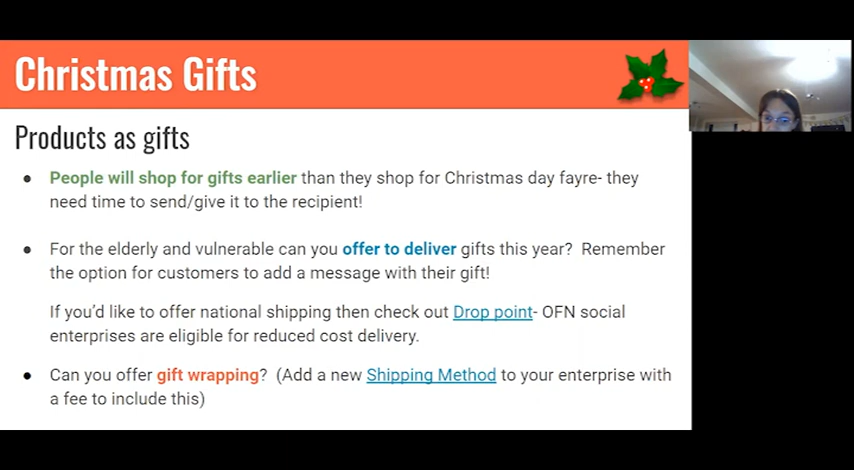 Christmas Gifts
Products as gifts
● People will shop for gifts earlier than they shop for Christmas day fayre- they
need time to send/give it to the recipient!
● For the elderly and vulnerable can you offer to deliver gifts this year? Remember
the option for customers to add a message with their gift!
If you'd like to offer national shipping then check out Drop point- OFN social
enterprises are eligible for reduced cost delivery.
● Can you offer gift wrapping? (Add a new Shipping Method to your enterprise with
a fee to include this)